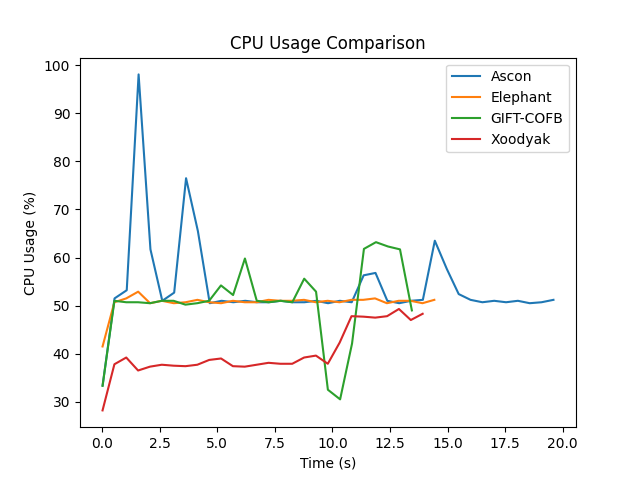 CPU Usage Comparison
CPU Usage (%)
100
90
80
70
60
50
40
30
Ascon
Elephant
GIFT-COFB
Xoodyak
0.0 2.5 5.0 7.5 10.0 12.5 15.0 17.5 20.0
Time (s)